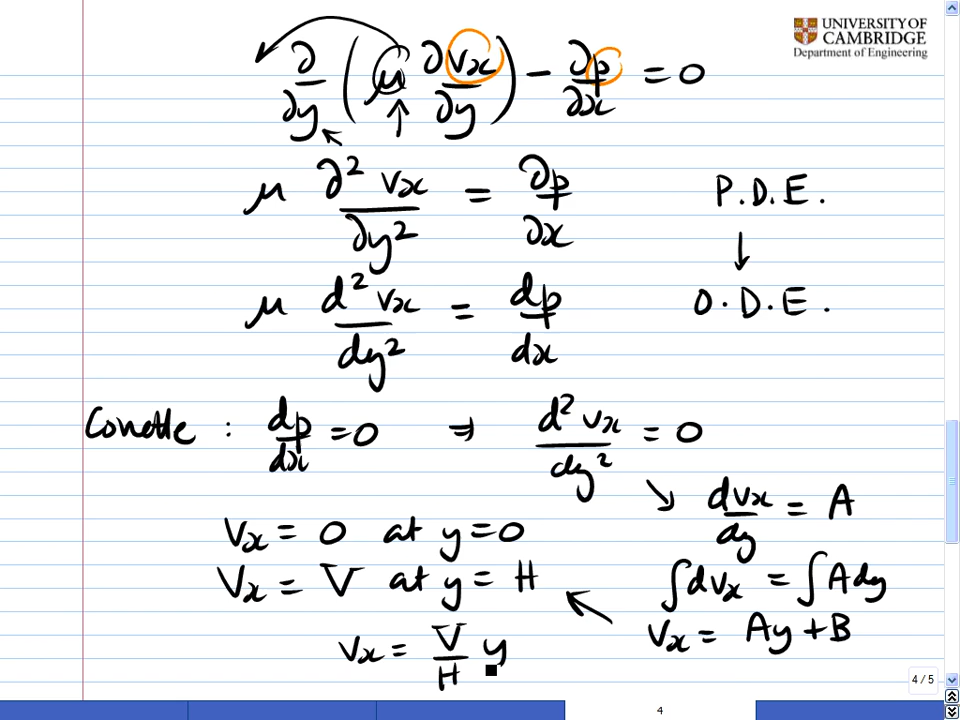 UNIVERSITY OF
CAMBRIDGE
Department of Engineering
∂/∂y ( μ ∂vx/∂y ) − ∂p/∂x = 0
μ ∂²vx/∂y² = ∂p/∂x P.D.E.
↓
μ d²vx/dy² = dp/dx O.D.E.
Couette : dp/dx = 0 ⇒ d²vx/dy² = 0
↘ dvx/dy = A
vx = 0 at y = 0
vx = V at y = H ∫dvx = ∫A dy
↖ vx = Ay + B
vx = V/H y
4 / 5
4